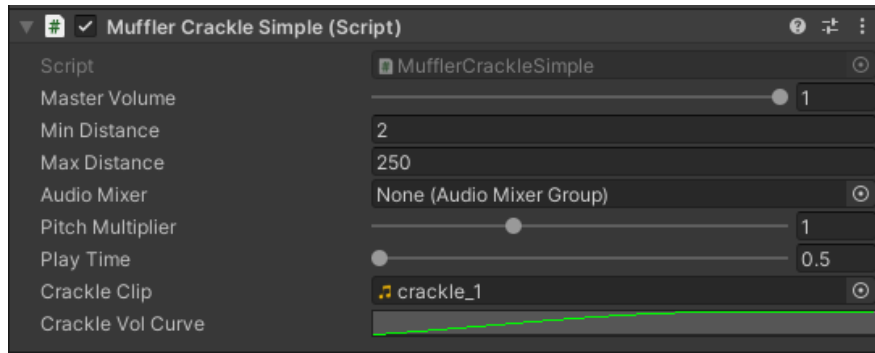 # Muffler Crackle Simple (Script)
Script # MufflerCrackleSimple
Master Volume 1
Min Distance 2
Max Distance 250
Audio Mixer None (Audio Mixer Group)
Pitch Multiplier 1
Play Time 0.5
Crackle Clip crackle_1
Crackle Vol Curve